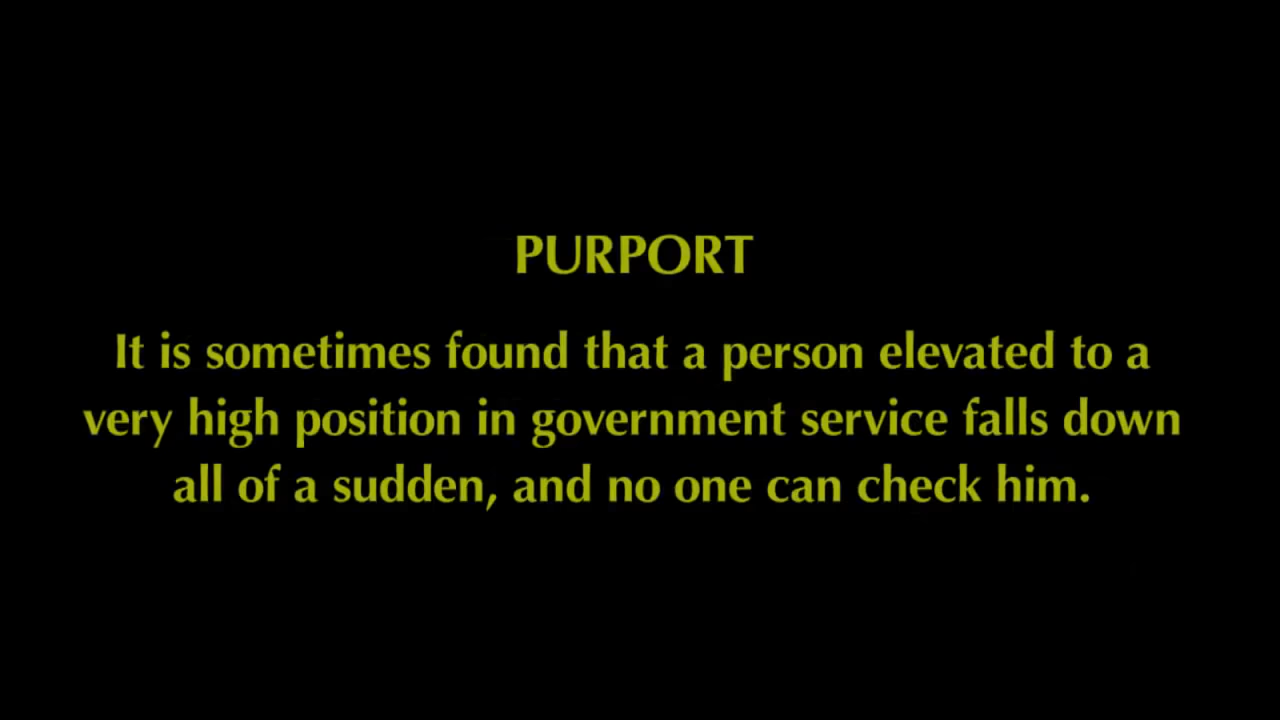 PURPORT
It is sometimes found that a person elevated to a
very high position in government service falls down
all of a sudden, and no one can check him.